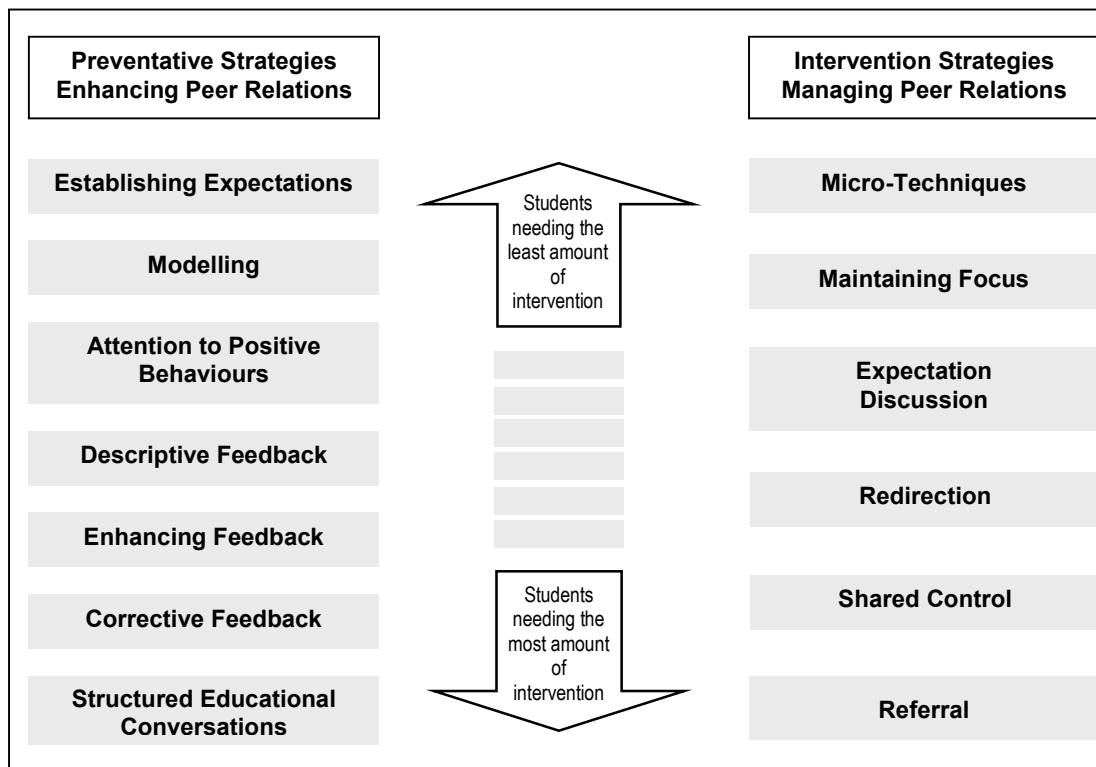 Preventative Strategies
Enhancing Peer Relations
Establishing Expectations
Modelling
Attention to Positive
Behaviours
Descriptive Feedback
Enhancing Feedback
Corrective Feedback
Structured Educational
Conversations
Students
needing the
least amount
of
intervention
Students
needing the
most amount
of
intervention
Intervention Strategies
Managing Peer Relations
Micro-Techniques
Maintaining Focus
Expectation
Discussion
Redirection
Shared Control
Referral